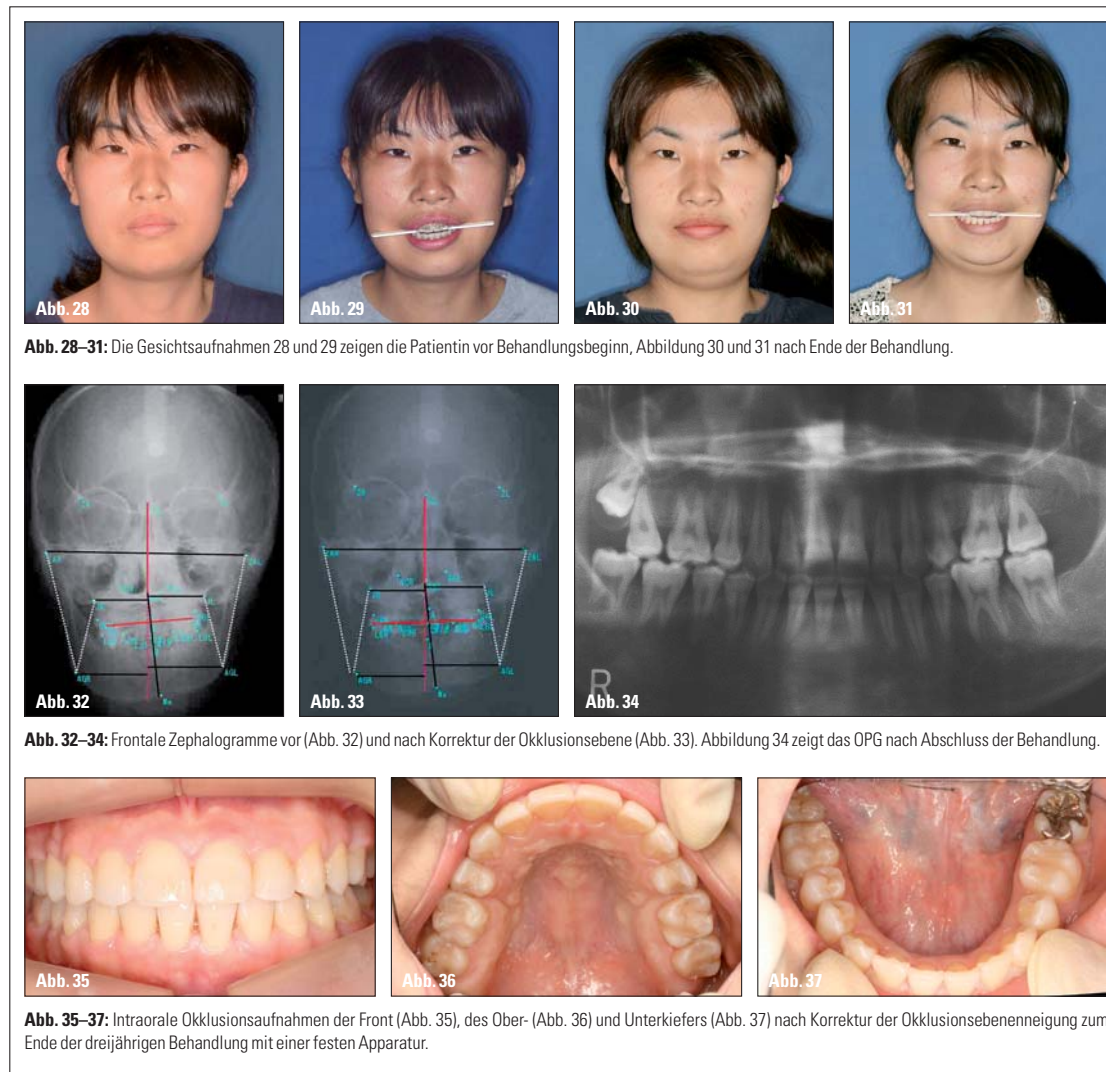 Abb. 28
Abb. 29
Abb. 30
Abb. 31
Abb. 28–31: Die Gesichtsaufnahmen 28 und 29 zeigen die Patientin vor Behandlungsbeginn, Abbildung 30 und 31 nach Ende der Behandlung.
Abb. 32
Abb. 33
R
Abb. 34
Abb. 32–34: Frontale Zephalogramme vor (Abb. 32) und nach Korrektur der Okklusionsebene (Abb. 33). Abbildung 34 zeigt das OPG nach Abschluss der Behandlung.
Abb. 35
Abb. 36
Abb. 37
Abb. 35–37: Intraorale Okklusionsaufnahmen der Front (Abb. 35), des Ober- (Abb. 36) und Unterkiefers (Abb. 37) nach Korrektur der Okklusionsebenenneigung zum
Ende der dreijährigen Behandlung mit einer festen Apparatur.